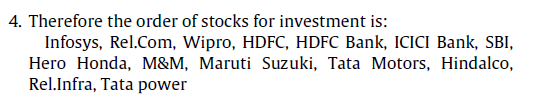 4. Therefore the order of stocks for investment is:
Infosys, Rel.Com, Wipro, HDFC, HDFC Bank, ICICI Bank, SBI,
Hero Honda, M&M, Maruti Suzuki, Tata Motors, Hindalco,
Rel.Infra, Tata power